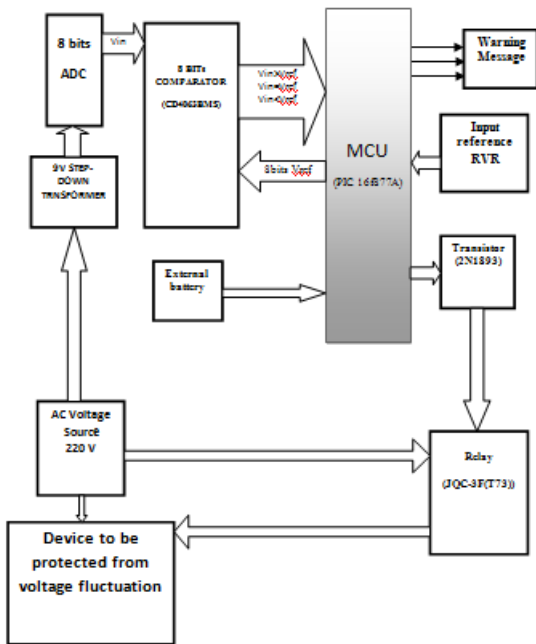 8 bits
ADC
Vin
8 BITs
COMPARATOR
(CD4063BMS)
Vin>Vref
Vin=Vref
Vin<Vref
8bits Vref
MCU
(PIC 16f877A)
Warning
Message
Input
reference
RVR
9V STEP-
DOWN
TRNSFORMER
External
battery
Transistor
(2N1893)
AC Voltage
Source
220 V
Relay
(JQC-3F(T73))
Device to be
protected from
voltage fluctuation